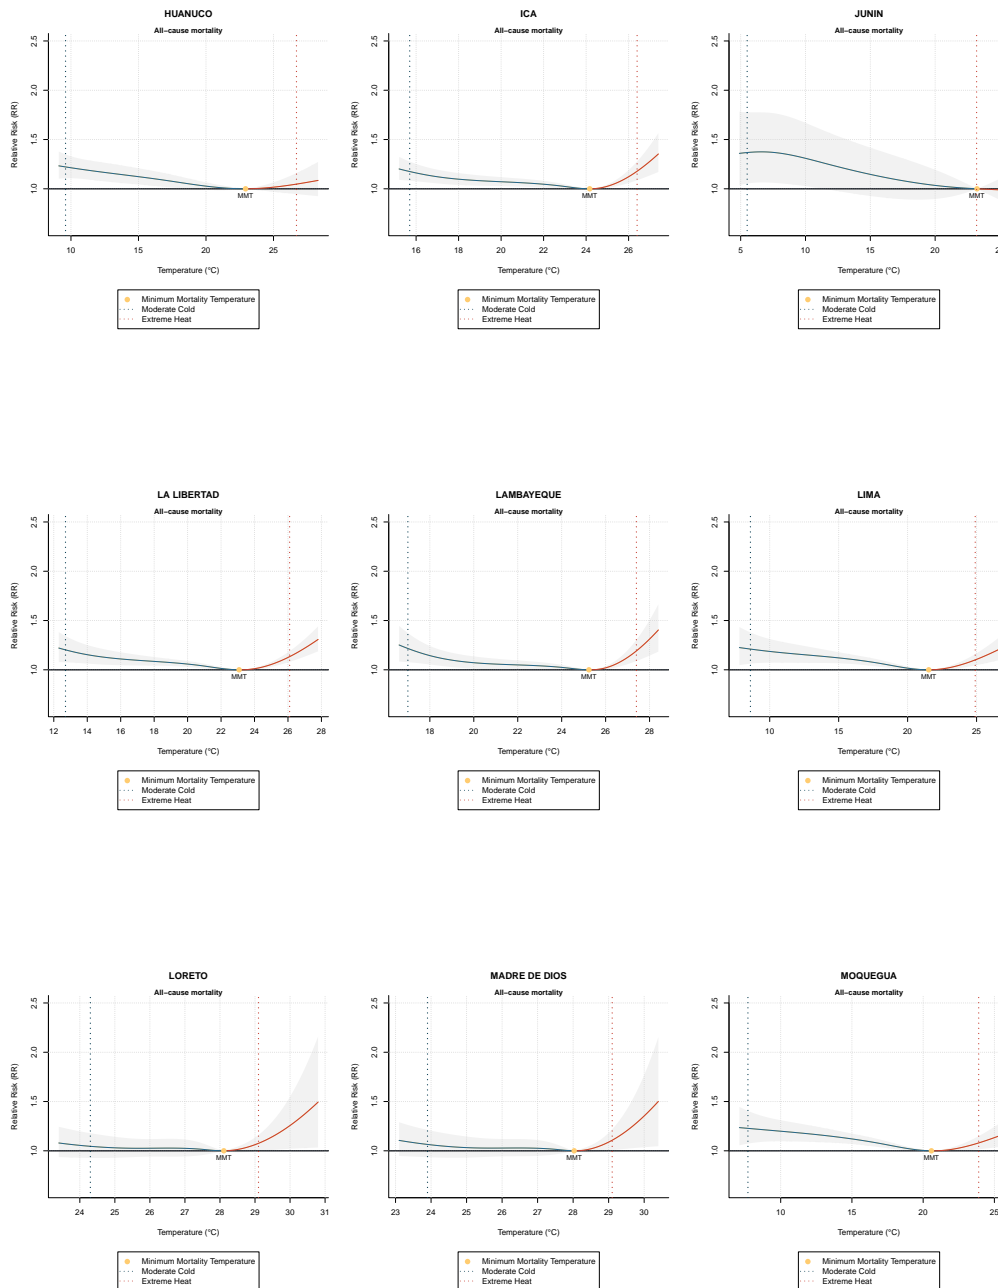 HUANUCO
All-cause mortality
2.5
2.0
1.5
1.0
Relative Risk (RR)
MMT
10 15 20 25
Temperature (°C)
Minimum Mortality Temperature
Moderate Cold
Extreme Heat
ICA
All-cause mortality
2.5
2.0
1.5
1.0
Relative Risk (RR)
MMT
16 18 20 22 24 26
Temperature (°C)
Minimum Mortality Temperature
Moderate Cold
Extreme Heat
JUNIN
All-cause mortality
2.5
2.0
1.5
1.0
Relative Risk (RR)
MMT
5 10 15 20
Temperature (°C)
Minimum Mortality Temperature
Moderate Cold
Extreme Heat
LA LIBERTAD
All-cause mortality
2.5
2.0
1.5
1.0
Relative Risk (RR)
MMT
12 14 16 18 20 22 24 26 28
Temperature (°C)
Minimum Mortality Temperature
Moderate Cold
Extreme Heat
LAMBAYEQUE
All-cause mortality
2.5
2.0
1.5
1.0
Relative Risk (RR)
MMT
18 20 22 24 26 28
Temperature (°C)
Minimum Mortality Temperature
Moderate Cold
Extreme Heat
LIMA
All-cause mortality
2.5
2.0
1.5
1.0
Relative Risk (RR)
MMT
10 15 20 25
Temperature (°C)
Minimum Mortality Temperature
Moderate Cold
Extreme Heat
LORETO
All-cause mortality
2.5
2.0
1.5
1.0
Relative Risk (RR)
MMT
24 25 26 27 28 29 30 31
Temperature (°C)
Minimum Mortality Temperature
Moderate Cold
Extreme Heat
MADRE DE DIOS
All-cause mortality
2.5
2.0
1.5
1.0
Relative Risk (RR)
MMT
23 24 25 26 27 28 29 30
Temperature (°C)
Minimum Mortality Temperature
Moderate Cold
Extreme Heat
MOQUEGUA
All-cause mortality
2.5
2.0
1.5
1.0
Relative Risk (RR)
MMT
10 15 20 25
Temperature (°C)
Minimum Mortality Temperature
Moderate Cold
Extreme Heat